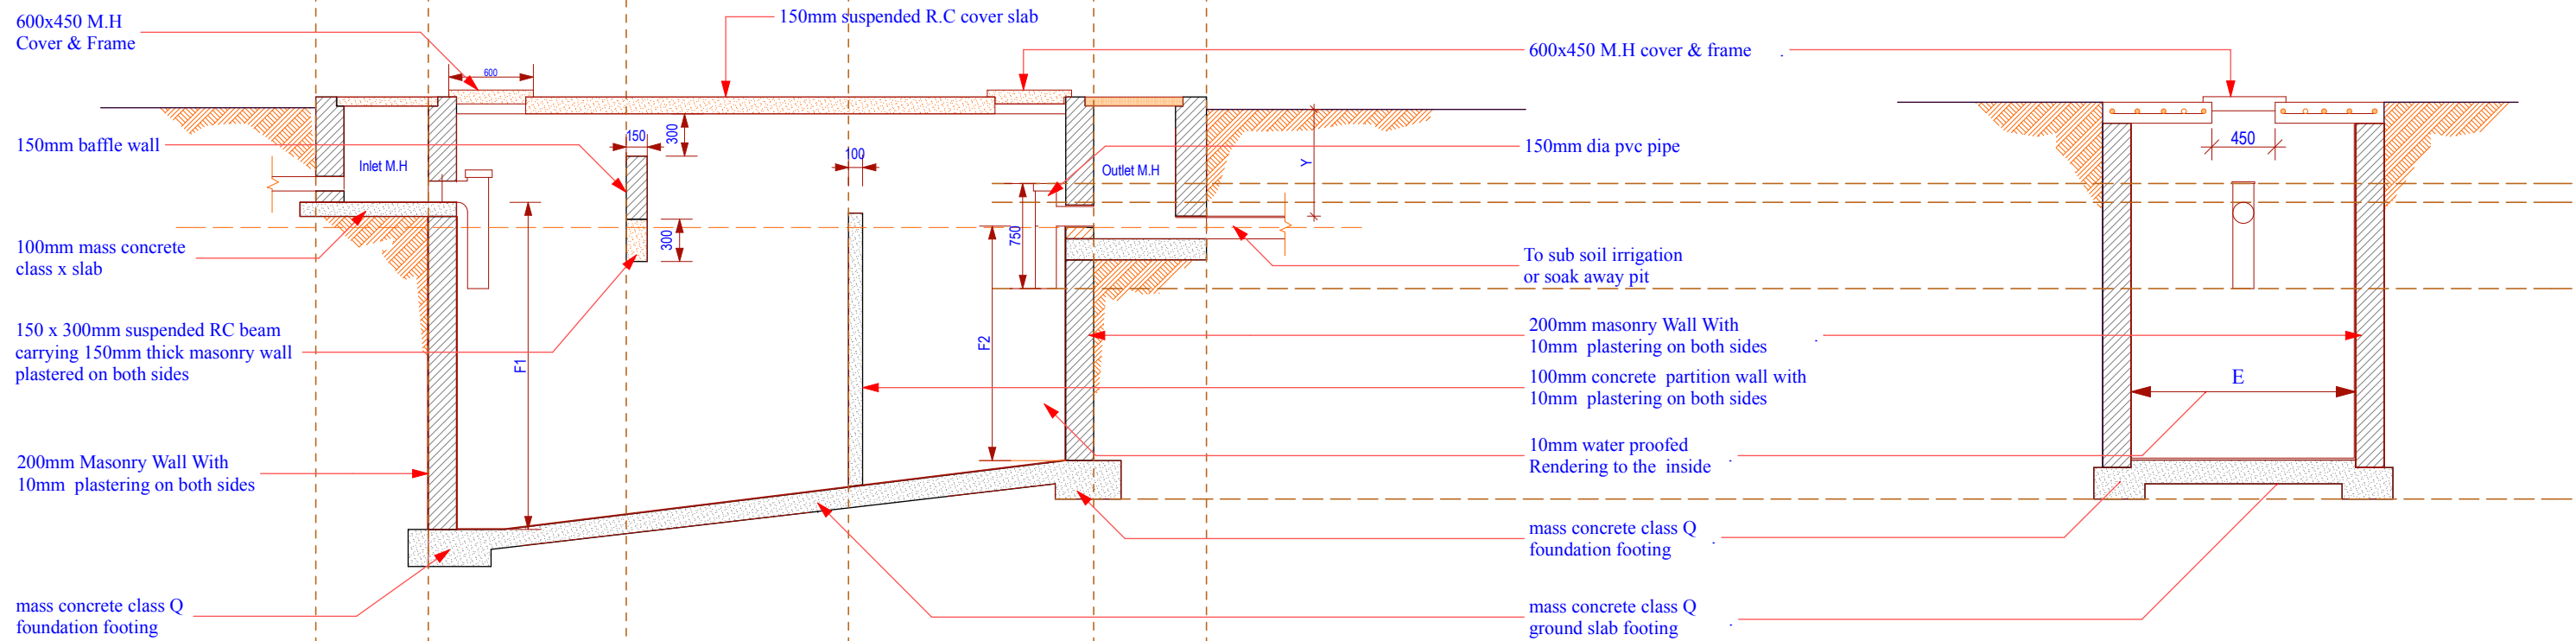 600x450 M.H
Cover & Frame
150mm suspended R.C cover slab
600x450 M.H cover & frame
600
150mm baffle wall
150
300
100
Inlet M.H
Outlet M.H
Y
150mm dia pvc pipe
450
100mm mass concrete
class x slab
300
750
To sub soil irrigation
or soak away pit
150 x 300mm suspended RC beam
carrying 150mm thick masonry wall
plastered on both sides
F1
F2
200mm masonry Wall With
10mm plastering on both sides
100mm concrete partition wall with
10mm plastering on both sides
E
200mm Masonry Wall With
10mm plastering on both sides
10mm water proofed
Rendering to the inside
mass concrete class Q
foundation footing
mass concrete class Q
foundation footing
mass concrete class Q
ground slab footing